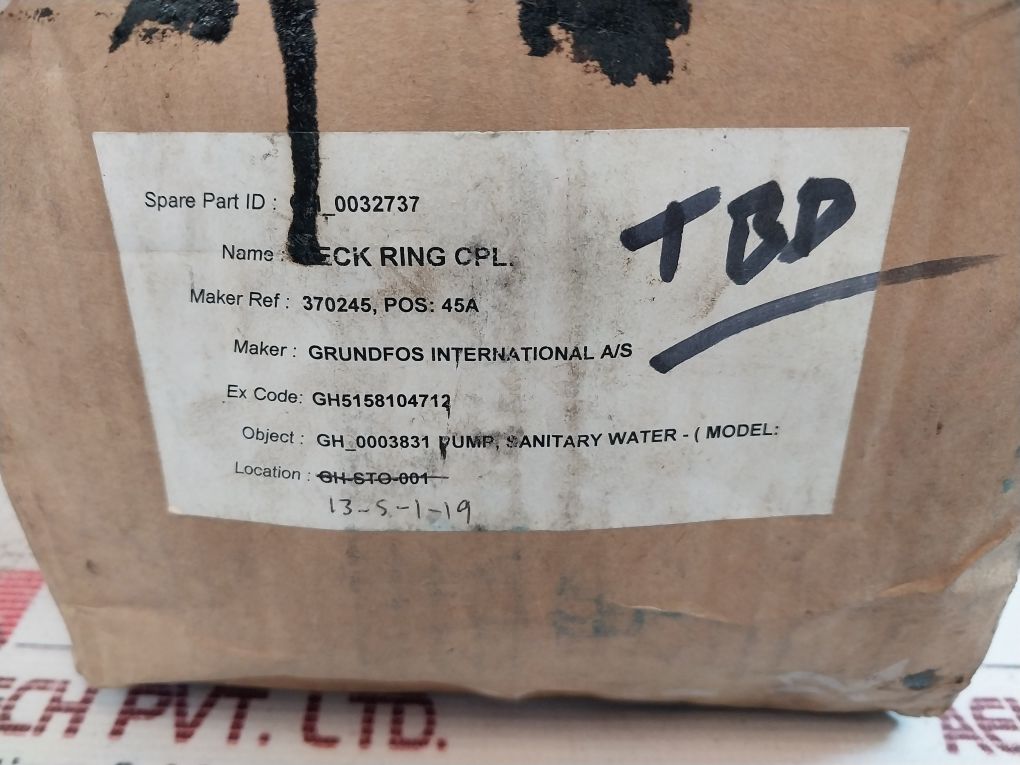 Spare Part ID : _0032737
Name : ECK RING CPL.
Maker Ref : 370245, POS: 45A
Maker : GRUNDFOS INTERNATIONAL A/S
Ex Code: GH5158104712
Object : GH_0003831 PUMP, SANITARY WATER - ( MODEL:
Location : GH-STO-001
13-S-1-19
TBD
ECH PVT. LTD.